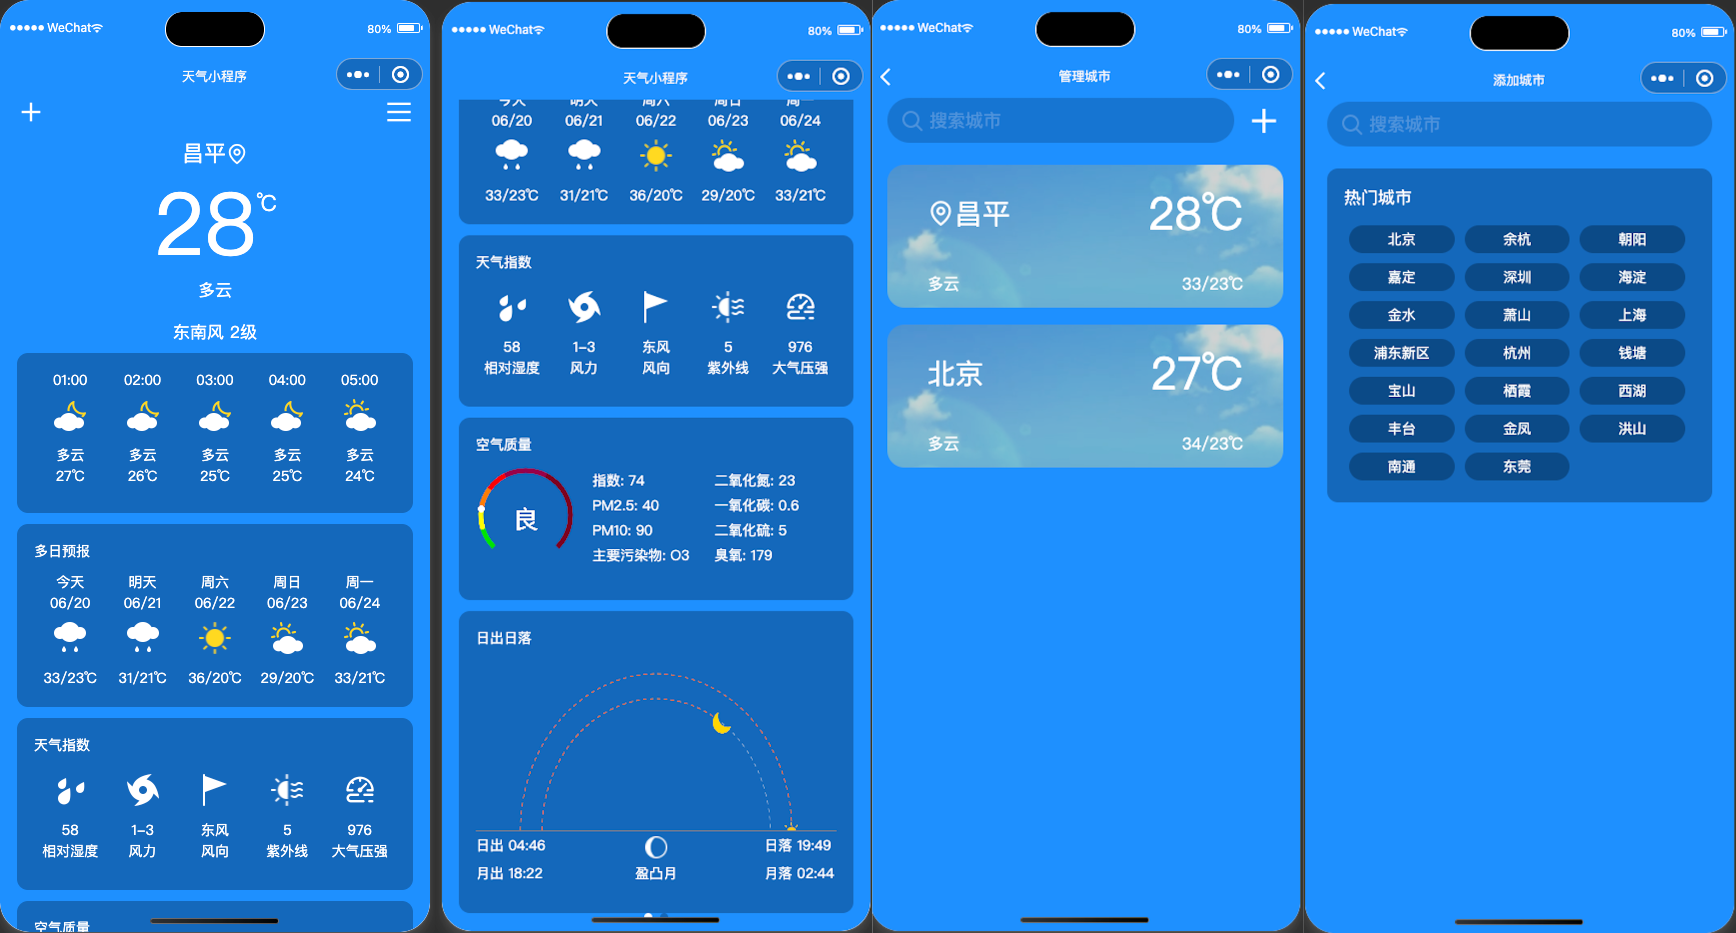 WeChat
80%
天气小程序
昌平
28℃
多云
东南风 2级
01:00 02:00 03:00 04:00 05:00
多云 多云 多云 多云 多云
27℃ 26℃ 25℃ 25℃ 24℃
多日预报
今天 明天 周六 周日 周一
06/20 06/21 06/22 06/23 06/24
33/23℃ 31/21℃ 36/20℃ 29/20℃ 33/21℃
天气指数
58 1-3 东风 5 976
相对湿度 风力 风向 紫外线 大气压强
空气质量
WeChat
80%
天气小程序
今天 明天 周六 周日 周一
06/20 06/21 06/22 06/23 06/24
33/23℃ 31/21℃ 36/20℃ 29/20℃ 33/21℃
天气指数
58 1-3 东风 5 976
相对湿度 风力 风向 紫外线 大气压强
空气质量
良
指数: 74 二氧化氮: 23
PM2.5: 40 一氧化碳: 0.6
PM10: 90 二氧化硫: 5
主要污染物: O3 臭氧: 179
日出日落
日出 04:46 日落 19:49
月出 18:22 盈凸月 月落 02:44
WeChat
80%
管理城市
搜索城市
昌平 28℃
多云 33/23℃
北京 27℃
多云 34/23℃
WeChat
80%
添加城市
搜索城市
热门城市
北京 余杭 朝阳
嘉定 深圳 海淀
金水 萧山 上海
浦东新区 杭州 钱塘
宝山 栖霞 西湖
丰台 金凤 洪山
南通 东莞